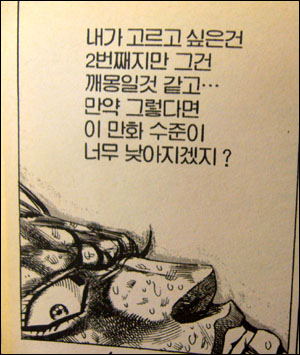 내가 고르고 싶은건
2번째지만 그건
깨몽일것 같고…
만약 그렇다면
이 만화 수준이
너무 낮아지겠지?